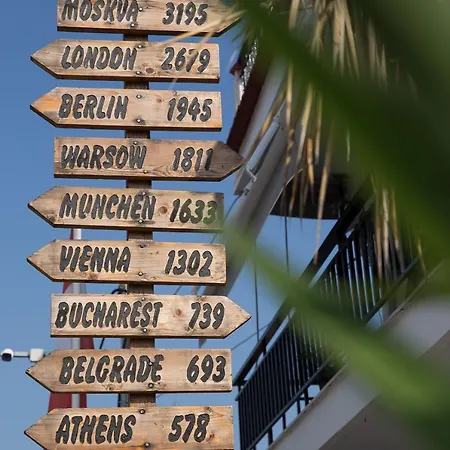 MOSKVA 3195
LONDON 2679
BERLIN 1945
WARSOW 1811
MUNCHEN 1633
VIENNA 1302
BUCHAREST 739
BELGRADE 693
ATHENS 578